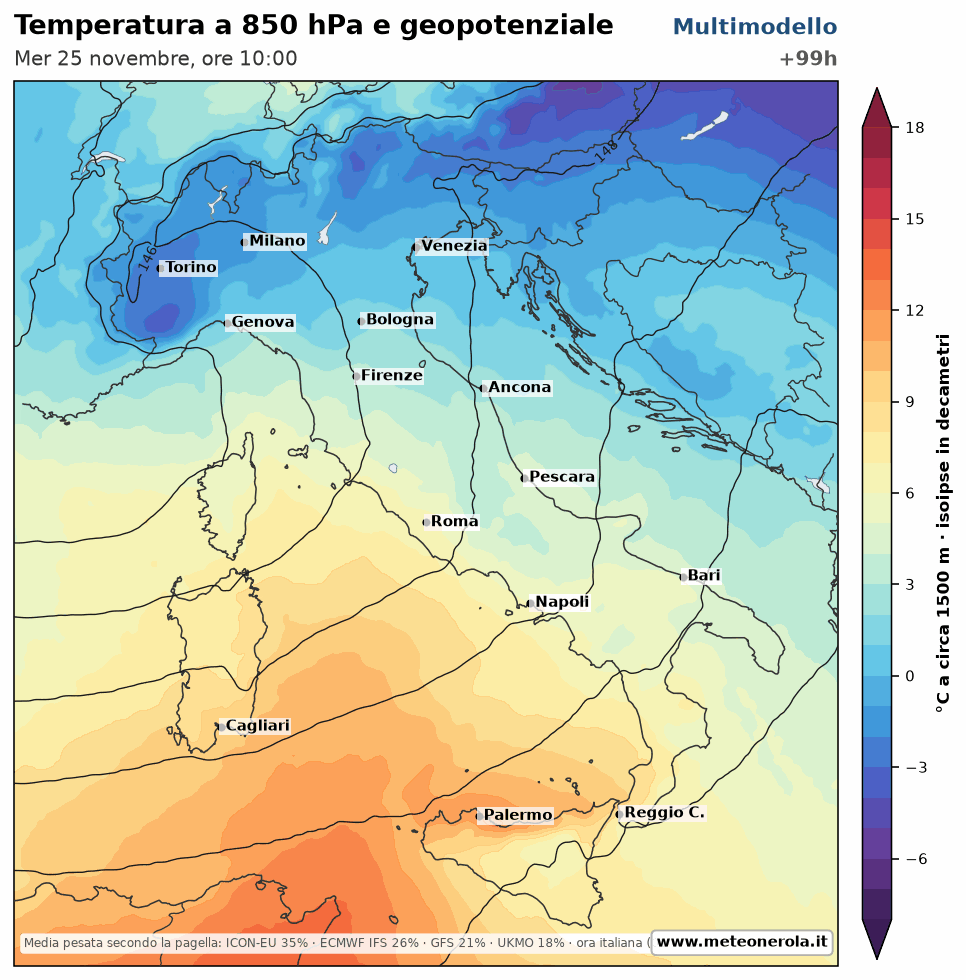 Temperatura a 850 hPa e geopotenziale
Multimodello
Mer 25 novembre, ore 10:00
+99h
148
146
Milano
Venezia
Torino
Genova
Bologna
Firenze
Ancona
Pescara
Roma
Bari
Napoli
Cagliari
Palermo
Reggio C.
18
15
12
9
6
3
0
−3
−6
°C a circa 1500 m · isoipse in decametri
Media pesata secondo la pagella: ICON-EU 35% · ECMWF IFS 26% · GFS 21% · UKMO 18% · ora italiana (
www.meteonerola.it